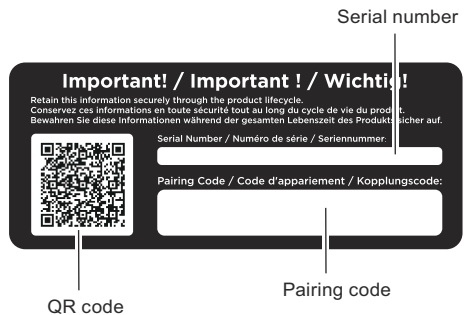 Serial number
Important! / Important ! / Wichtig!
Retain this information securely through the product lifecycle.
Conservez ces informations en toute sécurité tout au long du cycle de vie du produit.
Bewahren Sie diese Informationen während der gesamten Lebenszeit des Produkts sicher auf.
Serial Number / Numéro de série / Seriennummer:
Pairing Code / Code d'appariement / Kopplungscode:
Pairing code
QR code